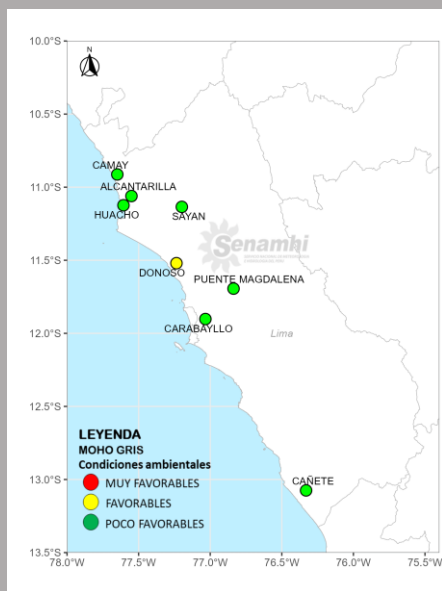 10.0°S
N
10.5°S
CAMAY
11.0°S
ALCANTARILLA
HUACHO
SAYAN
Senamhi
11.5°S
DONOSO
PUENTE MAGDALENA
12.0°S
CARABAYLLO
Lima
12.5°S
LEYENDA
MOHO GRIS
Condiciones ambientales
MUY FAVORABLES
FAVORABLES
POCO FAVORABLES
13.0°S
CAÑETE
13.5°S
78.0°W
77.5°W
77.0°W
76.5°W
76.0°W
75.5°W